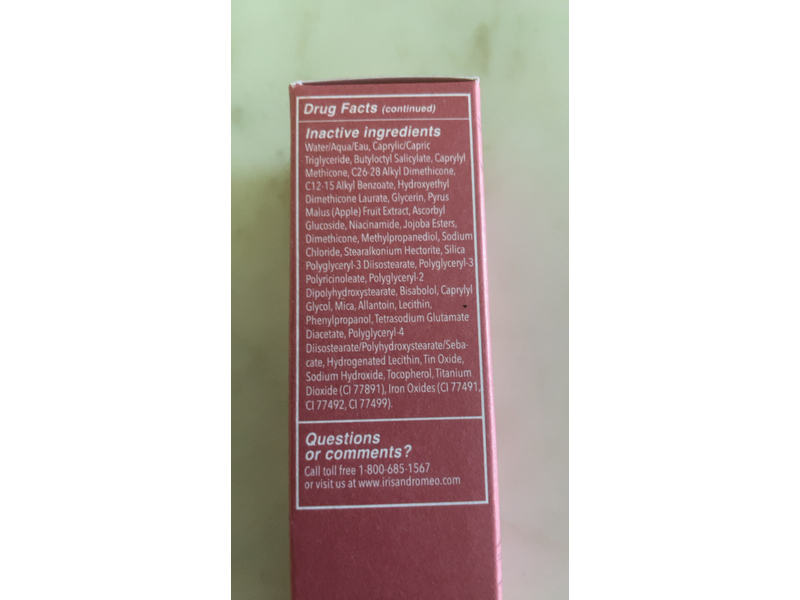 Drug Facts (continued)
Inactive ingredients
Water/Aqua/Eau, Caprylic/Capric
Triglyceride, Butyloctyl Salicylate, Caprylyl
Methicone, C26-28 Alkyl Dimethicone,
C12-15 Alkyl Benzoate, Hydroxyethyl
Dimethicone Laurate, Glycerin, Pyrus
Malus (Apple) Fruit Extract, Ascorbyl
Glucoside, Niacinamide, Jojoba Esters,
Dimethicone, Methylpropanediol, Sodium
Chloride, Stearalkonium Hectorite, Silica
Polyglyceryl-3 Diisostearate, Polyglyceryl-3
Polyricinoleate, Polyglyceryl-2
Dipolyhydroxystearate, Bisabolol, Caprylyl
Glycol, Mica, Allantoin, Lecithin,
Phenylpropanol, Tetrasodium Glutamate
Diacetate, Polyglyceryl-4
Diisostearate/Polyhydroxystearate/Seba-
cate, Hydrogenated Lecithin, Tin Oxide,
Sodium Hydroxide, Tocopherol, Titanium
Dioxide (CI 77891), Iron Oxides (CI 77491,
CI 77492, CI 77499).
Questions
or comments?
Call toll free 1-800-685-1567
or visit us at www.irisandromeo.com